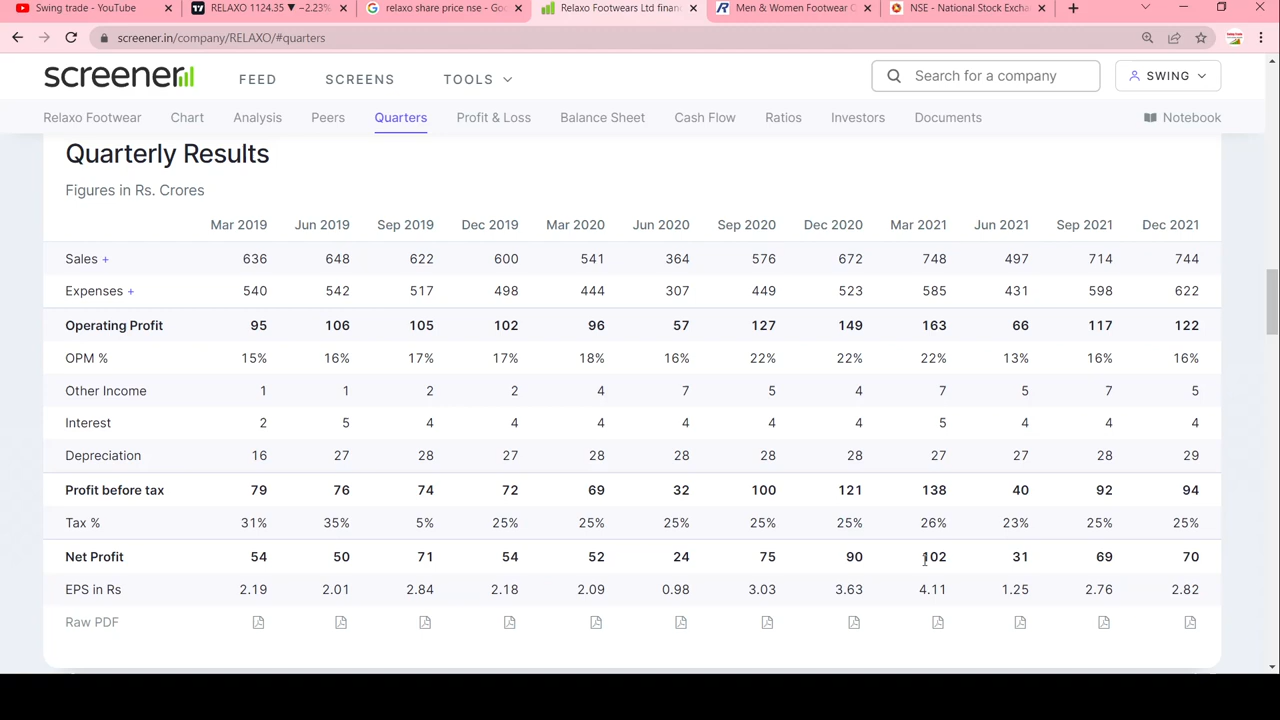 Swing trade - YouTube
RELAXO 1124.35 ▼ −2.23%
relaxo share price nse - Goo
Relaxo Footwears Ltd finan
Men & Women Footwear C
NSE - National Stock Excha
screener.in/company/RELAXO/#quarters
screener FEED SCREENS TOOLS Search for a company SWING
Relaxo Footwear Chart Analysis Peers Quarters Profit & Loss Balance Sheet Cash Flow Ratios Investors Documents Notebook
Quarterly Results
Figures in Rs. Crores
Mar 2019 Jun 2019 Sep 2019 Dec 2019 Mar 2020 Jun 2020 Sep 2020 Dec 2020 Mar 2021 Jun 2021 Sep 2021 Dec 2021
Sales + 636 648 622 600 541 364 576 672 748 497 714 744
Expenses + 540 542 517 498 444 307 449 523 585 431 598 622
Operating Profit 95 106 105 102 96 57 127 149 163 66 117 122
OPM % 15% 16% 17% 17% 18% 16% 22% 22% 22% 13% 16% 16%
Other Income 1 1 2 2 4 7 5 4 7 5 7 5
Interest 2 5 4 4 4 4 4 4 5 4 4 4
Depreciation 16 27 28 27 28 28 28 28 27 27 28 29
Profit before tax 79 76 74 72 69 32 100 121 138 40 92 94
Tax % 31% 35% 5% 25% 25% 25% 25% 25% 26% 23% 25% 25%
Net Profit 54 50 71 54 52 24 75 90 102 31 69 70
EPS in Rs 2.19 2.01 2.84 2.18 2.09 0.98 3.03 3.63 4.11 1.25 2.76 2.82
Raw PDF